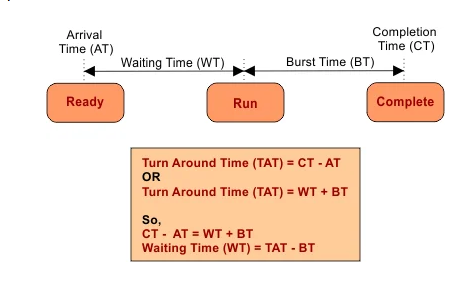 Arrival
Time (AT)
Completion
Time (CT)
Waiting Time (WT)
Burst Time (BT)
Ready
Run
Complete
Turn Around Time (TAT) = CT - AT
OR
Turn Around Time (TAT) = WT + BT
So,
CT - AT = WT + BT
Waiting Time (WT) = TAT - BT